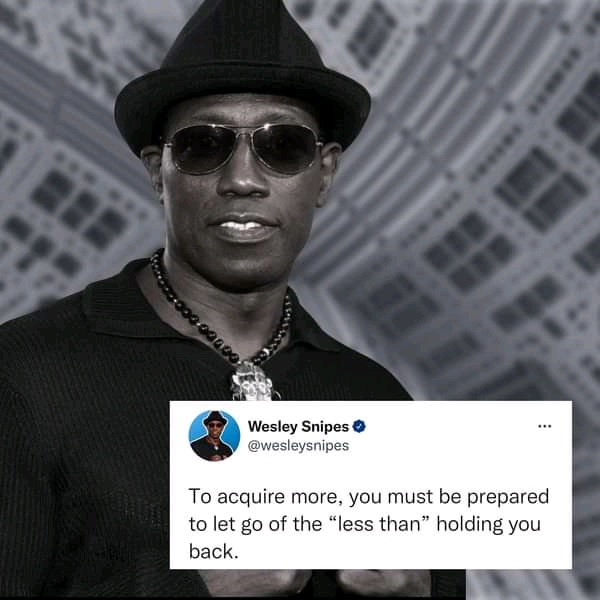 Wesley Snipes
@wesleysnipes
To acquire more, you must be prepared
to let go of the “less than” holding you
back.